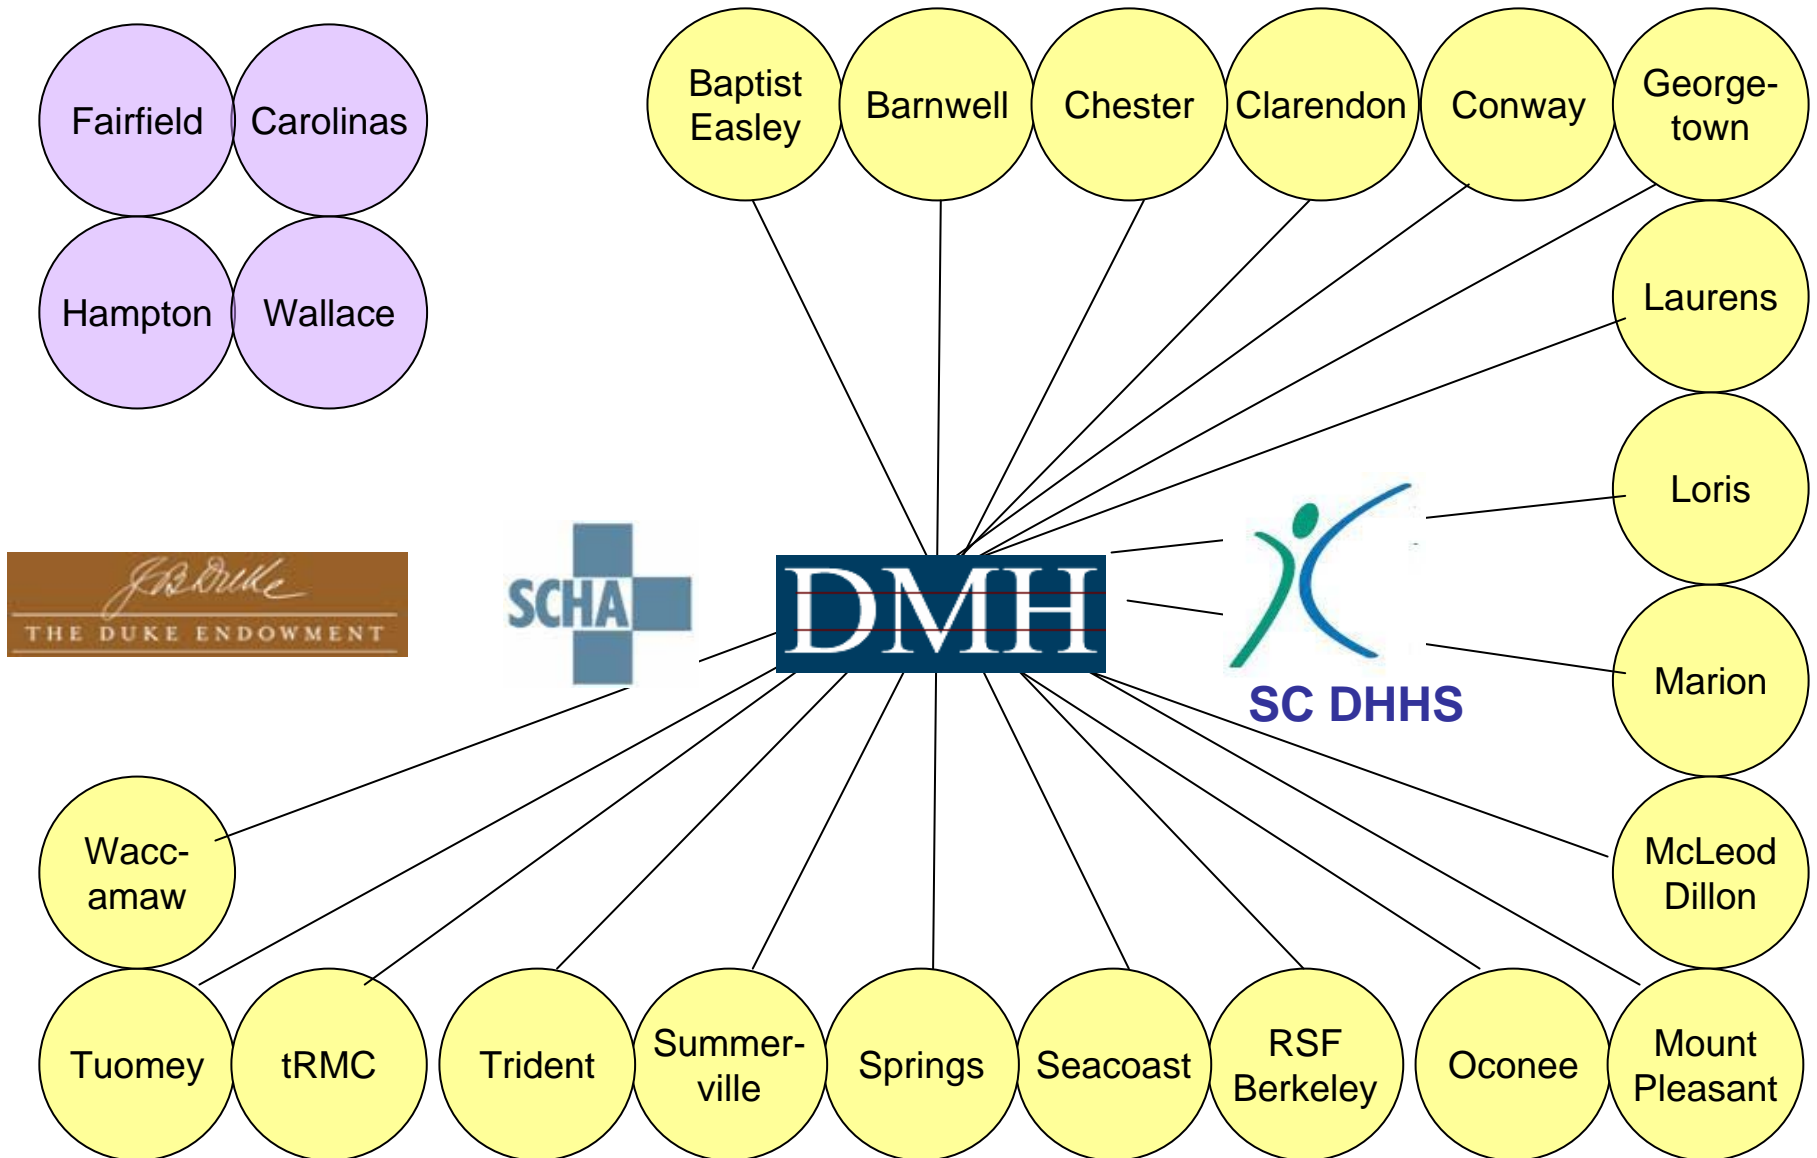 Fairfield
Carolinas
Hampton
Wallace
Baptist
Easley
Barnwell
Chester
Clarendon
Conway
George-
town
Laurens
Loris
Marion
McLeod
Dillon
Mount
Pleasant
Oconee
RSF
Berkeley
Seacoast
Springs
Summer-
ville
Trident
tRMC
Tuomey
Wacc-
amaw
JB Duke
THE DUKE ENDOWMENT
SCHA
DMH
SC DHHS